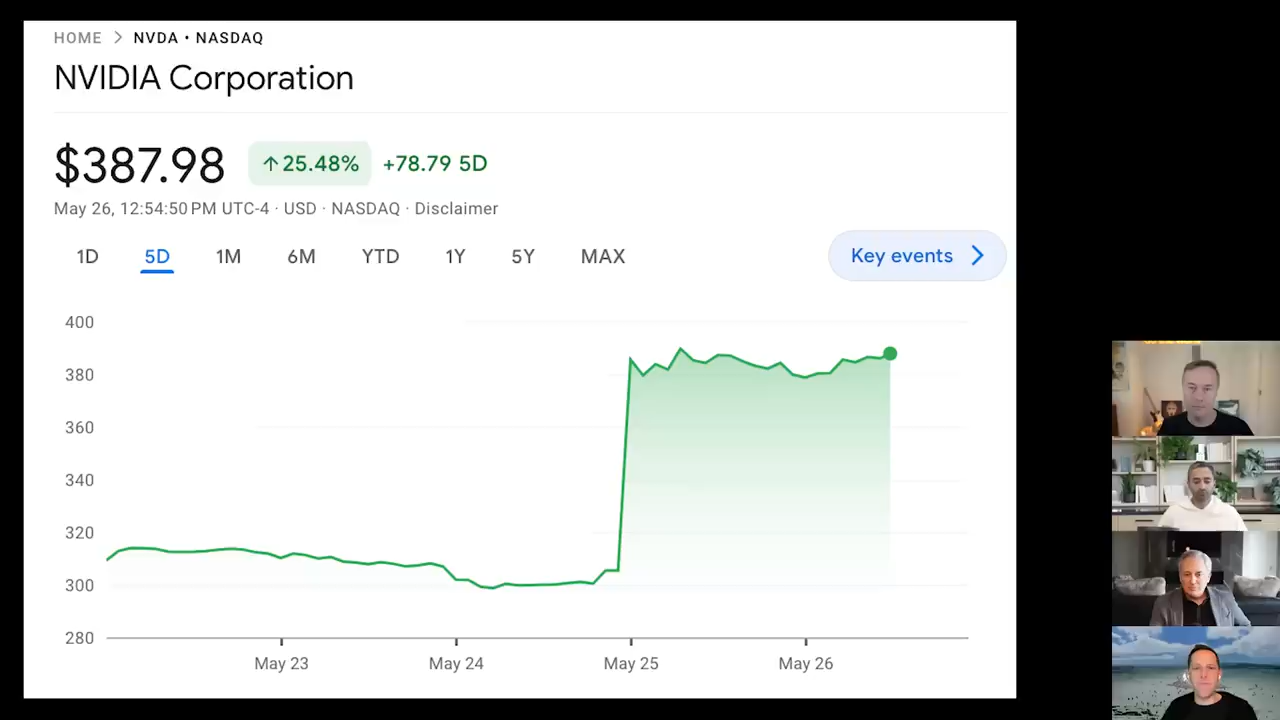 HOME > NVDA • NASDAQ
NVIDIA Corporation
$387.98 ↑25.48% +78.79 5D
May 26, 12:54:50 PM UTC-4 · USD · NASDAQ · Disclaimer
1D 5D 1M 6M YTD 1Y 5Y MAX Key events >
400
380
360
340
320
300
280
May 23 May 24 May 25 May 26